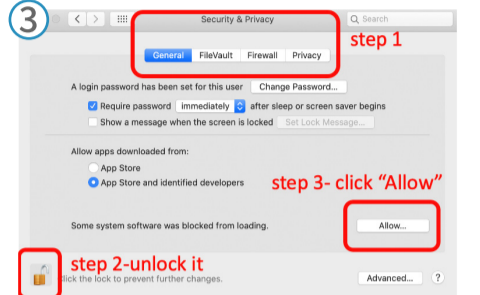 3
Security & Privacy
Search
step 1
General FileVault Firewall Privacy
A login password has been set for this user Change Password...
Require password immediately after sleep or screen saver begins
Show a message when the screen is locked Set Lock Message...
Allow apps downloaded from:
App Store
App Store and identified developers
step 3- click “Allow”
Some system software was blocked from loading.
Allow...
step 2-unlock it
lick the lock to prevent further changes.
Advanced... ?